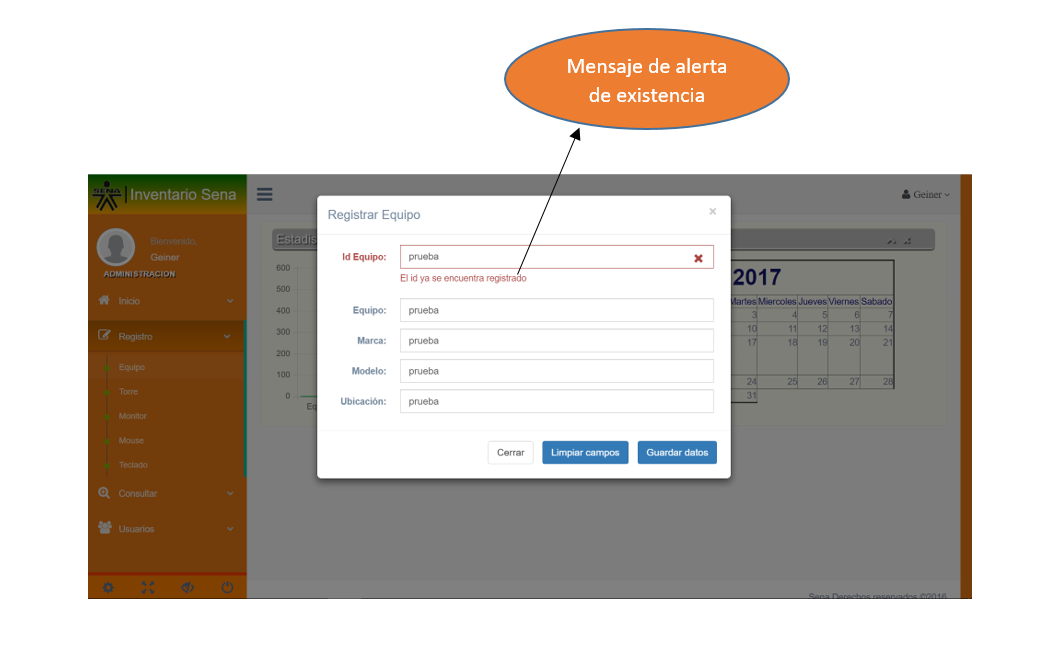 Mensaje de alerta
de existencia
SENA
Inventario Sena
Geiner
Bienvenido,
Geiner
ADMINISTRACION
Inicio
Registro
Equipo
Torre
Monitor
Mouse
Teclado
Consultar
Usuarios
Estadis
600
500
400
300
200
100
0
Eq
Registrar Equipo
×
Id Equipo: prueba
El id ya se encuentra registrado
Equipo: prueba
Marca: prueba
Modelo: prueba
Ubicación: prueba
Cerrar Limpiar campos Guardar datos
2017
Martes Miercoles Jueves Viernes Sabado
3 4 5 6 7
10 11 12 13 14
17 18 19 20 21
24 25 26 27 28
31
Sena Derechos reservados ©2016